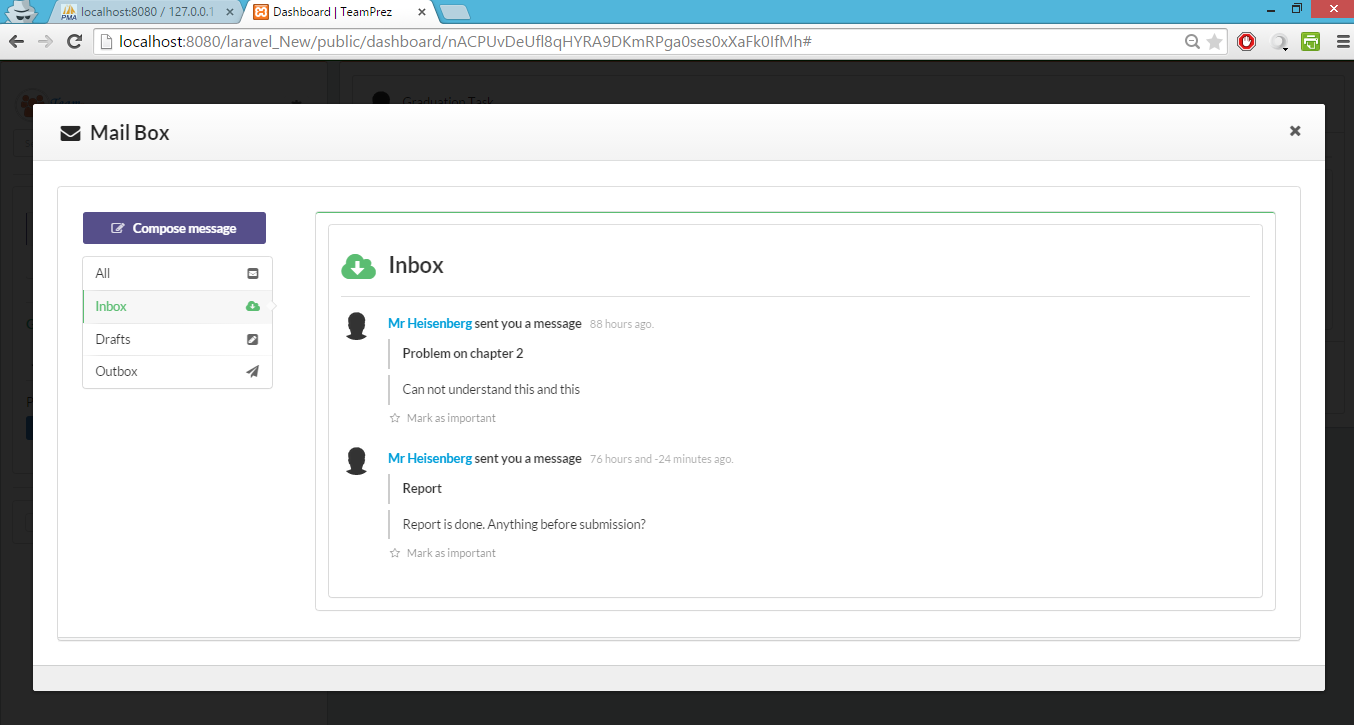 localhost:8080 / 127.0.0.1
Dashboard | TeamPrez
localhost:8080/laravel_New/public/dashboard/nACPUvDeUfl8qHYRA9DKmRPga0ses0xXaFk0IfMh#
Graduation Task
Mail Box
Compose message
All
Inbox
Drafts
Outbox
Inbox
Mr Heisenberg sent you a message 88 hours ago.
Problem on chapter 2
Can not understand this and this
Mark as important
Mr Heisenberg sent you a message 76 hours and -24 minutes ago.
Report
Report is done. Anything before submission?
Mark as important